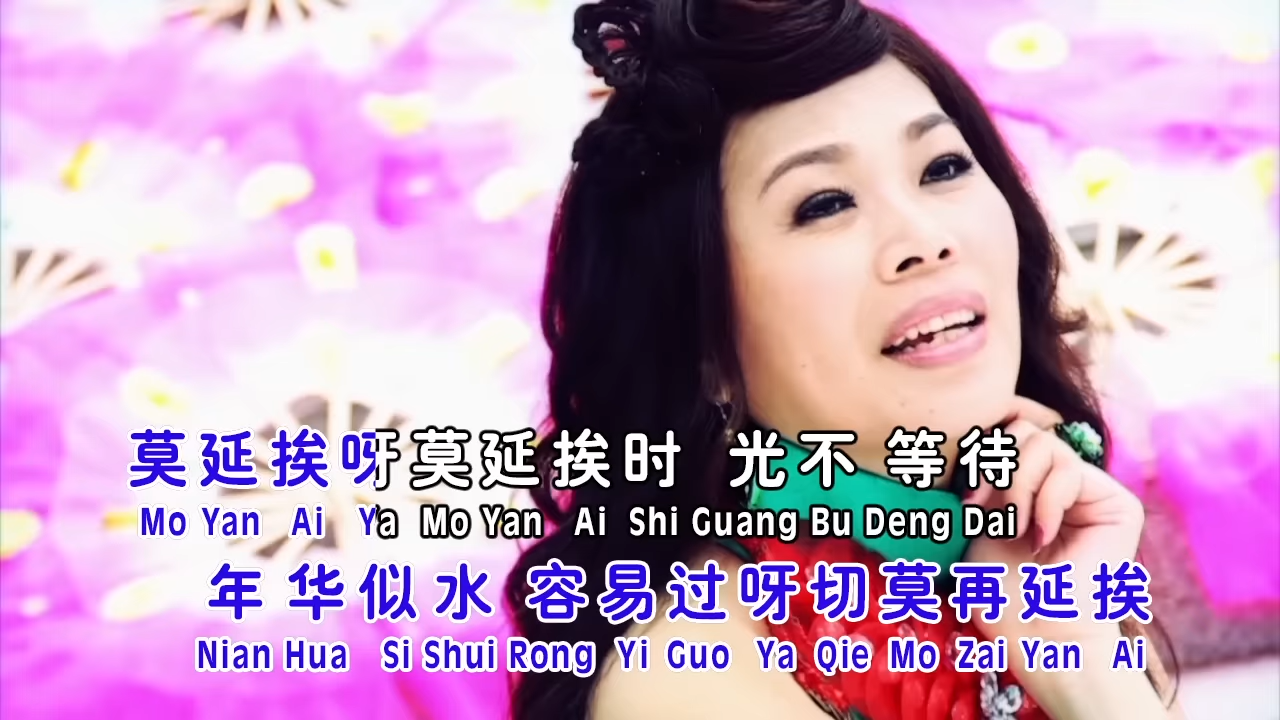 莫延挨呀莫延挨时 光不 等待
Mo Yan Ai Ya Mo Yan Ai Shi Guang Bu Deng Dai
年华似水 容易过呀切莫再延挨
Nian Hua Si Shui Rong Yi Guo Ya Qie Mo Zai Yan Ai